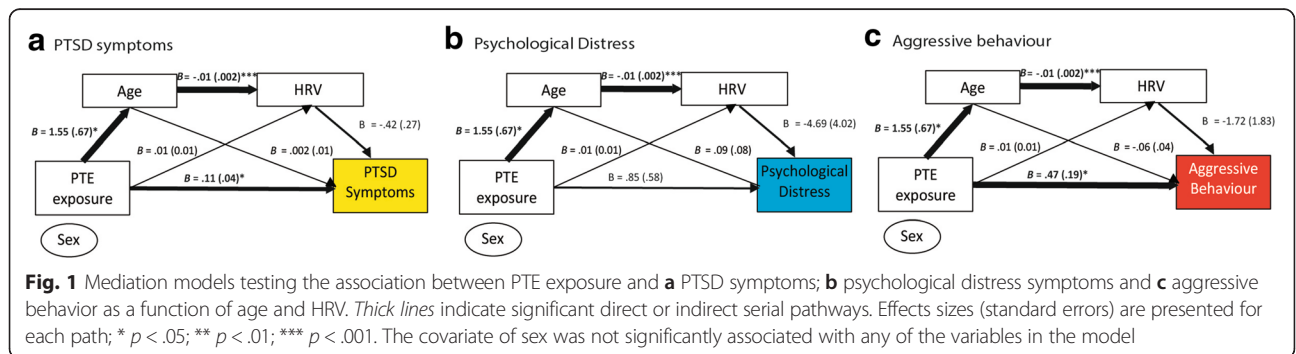 a PTSD symptoms
B = -.01 (.002)***
Age
HRV
B = 1.55 (.67)*
B = -.42 (.27)
B = .01 (0.01)
B = .002 (.01)
PTE exposure
B = .11 (.04)*
PTSD Symptoms
Sex
b Psychological Distress
B = -.01 (.002)***
Age
HRV
B = 1.55 (.67)*
B = -4.69 (4.02)
B = .01 (0.01)
B = .09 (.08)
PTE exposure
B = .85 (.58)
Psychological Distress
Sex
c Aggressive behaviour
B = -.01 (.002)***
Age
HRV
B = 1.55 (.67)*
B = -1.72 (1.83)
B = .01 (0.01)
B = -.06 (.04)
PTE exposure
B = .47 (.19)*
Aggressive Behaviour
Sex
Fig. 1 Mediation models testing the association between PTE exposure and a PTSD symptoms; b psychological distress symptoms and c aggressive
behavior as a function of age and HRV. Thick lines indicate significant direct or indirect serial pathways. Effects sizes (standard errors) are presented for
each path; * p < .05; ** p < .01; *** p < .001. The covariate of sex was not significantly associated with any of the variables in the model